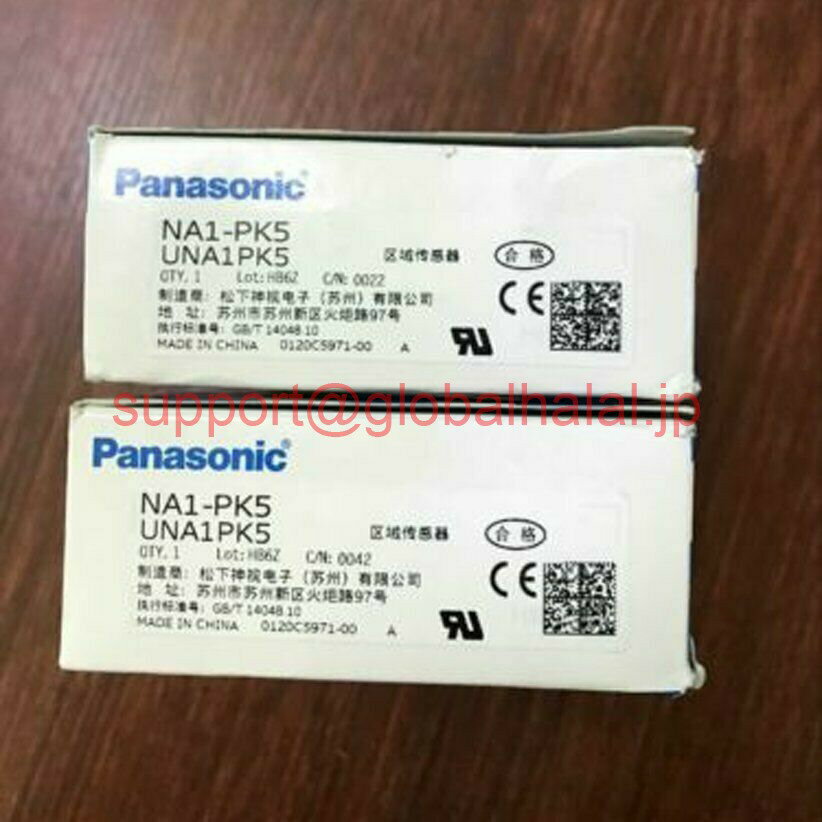 Panasonic
NA1-PK5
UNA1PK5 区域传感器 合格
QTY. 1 Lot: HB6Z C/N: 0022
制造商: 松下神视电子 (苏州) 有限公司
地 址: 苏州市苏州新区火炬路97号
执行标准号: GB/T 14048.10
MADE IN CHINA 0120C5971-00 A
CE
support@globalhalal.jp
Panasonic
NA1-PK5
UNA1PK5 区域传感器 合格
QTY. 1 Lot: HB6Z C/N: 0042
制造商: 松下神视电子 (苏州) 有限公司
地 址: 苏州市苏州新区火炬路97号
执行标准号: GB/T 14048.10
MADE IN CHINA 0120C5971-00 A
CE